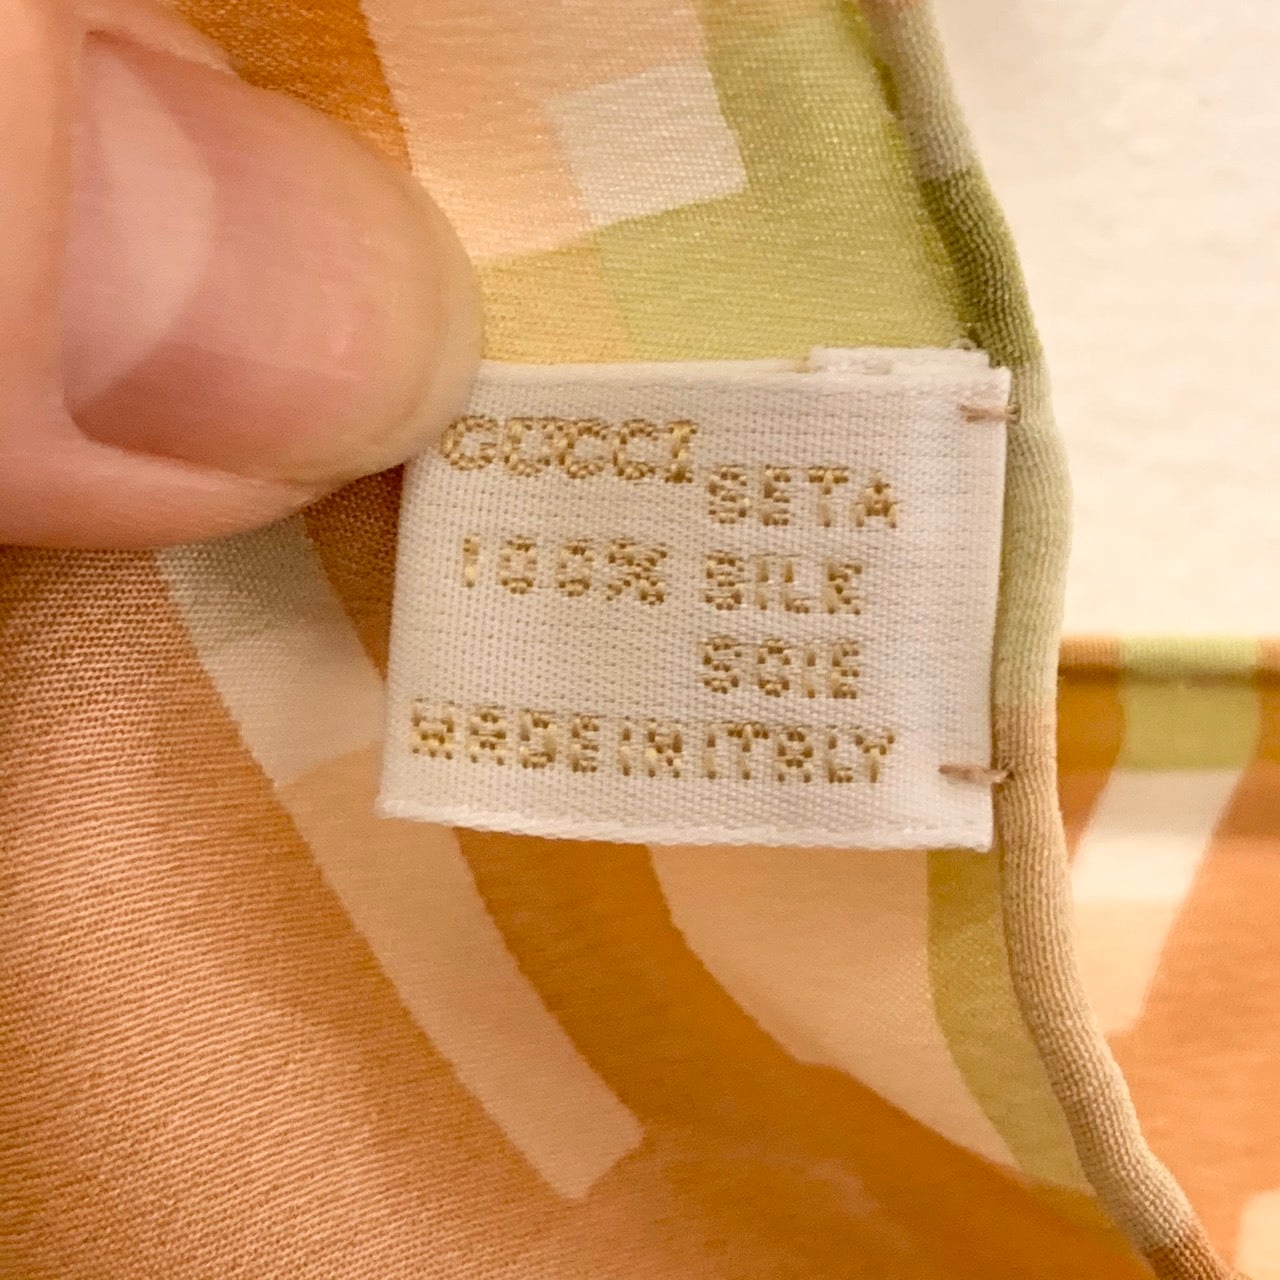 GUCCI
SETA
100% SILK
SOIE
MADE IN ITALY